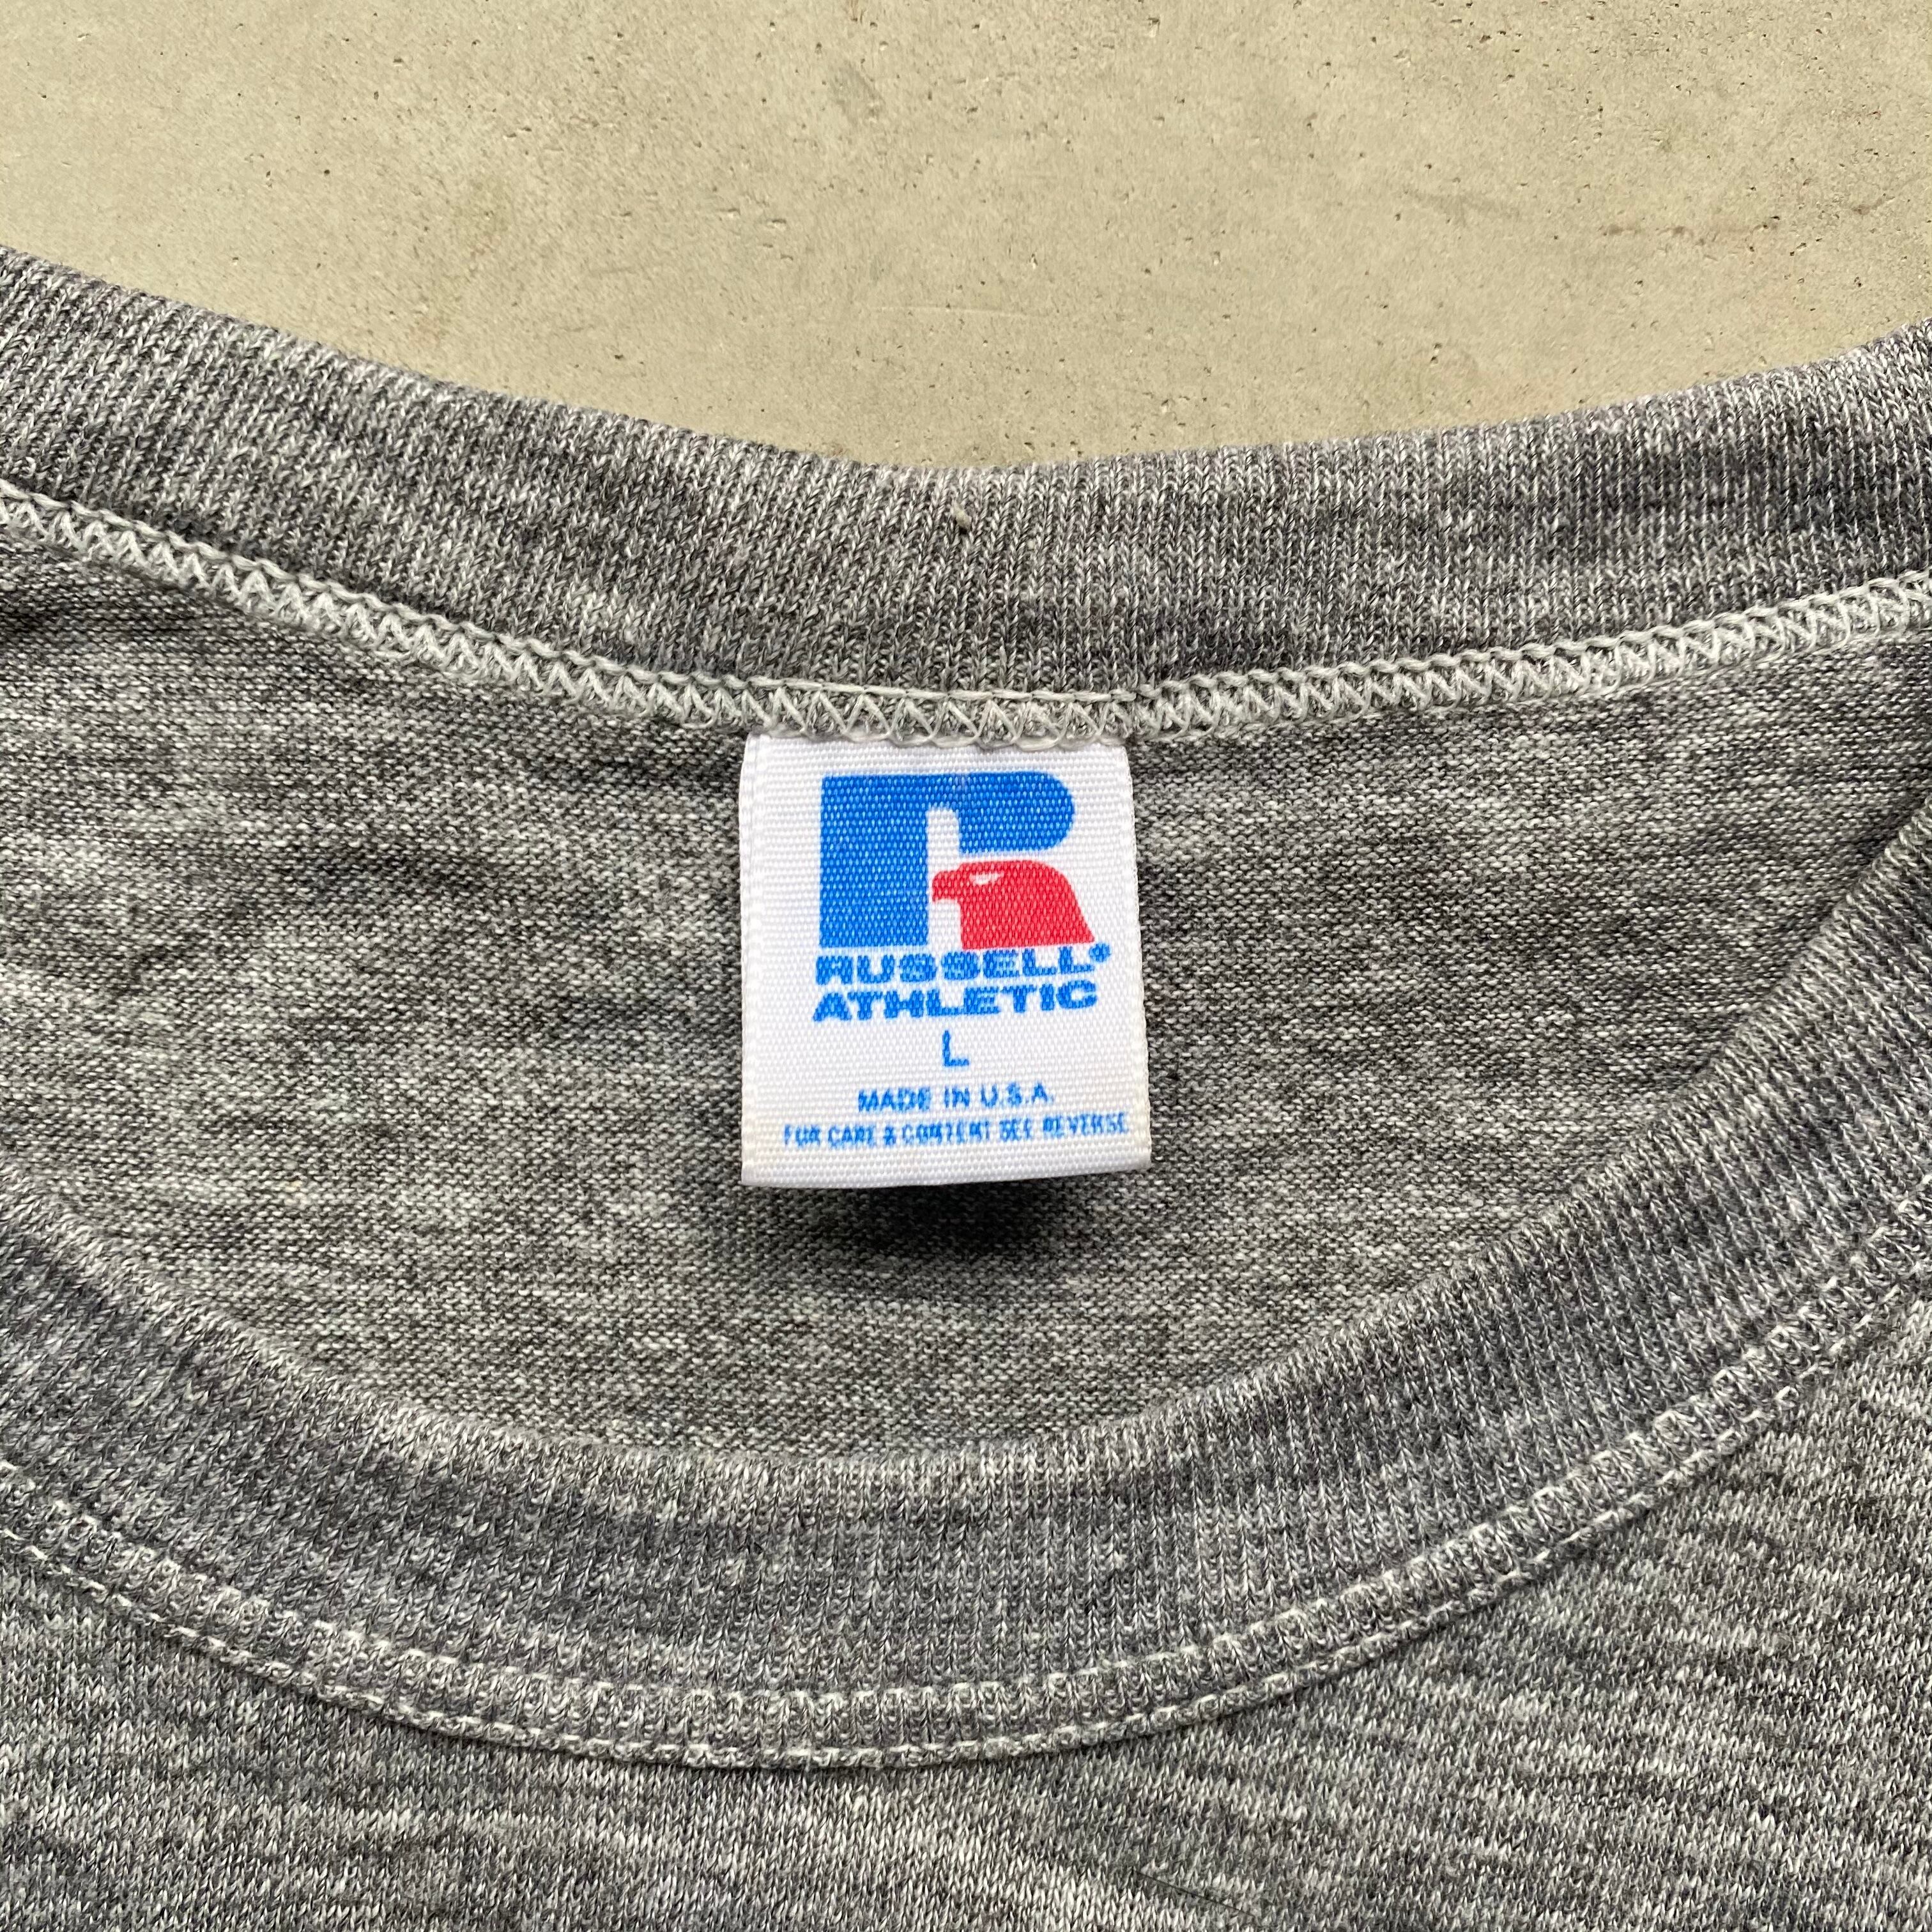 RUSSELL®
ATHLETIC
L
MADE IN U.S.A.
FOR CARE & CONTENT SEE REVERSE